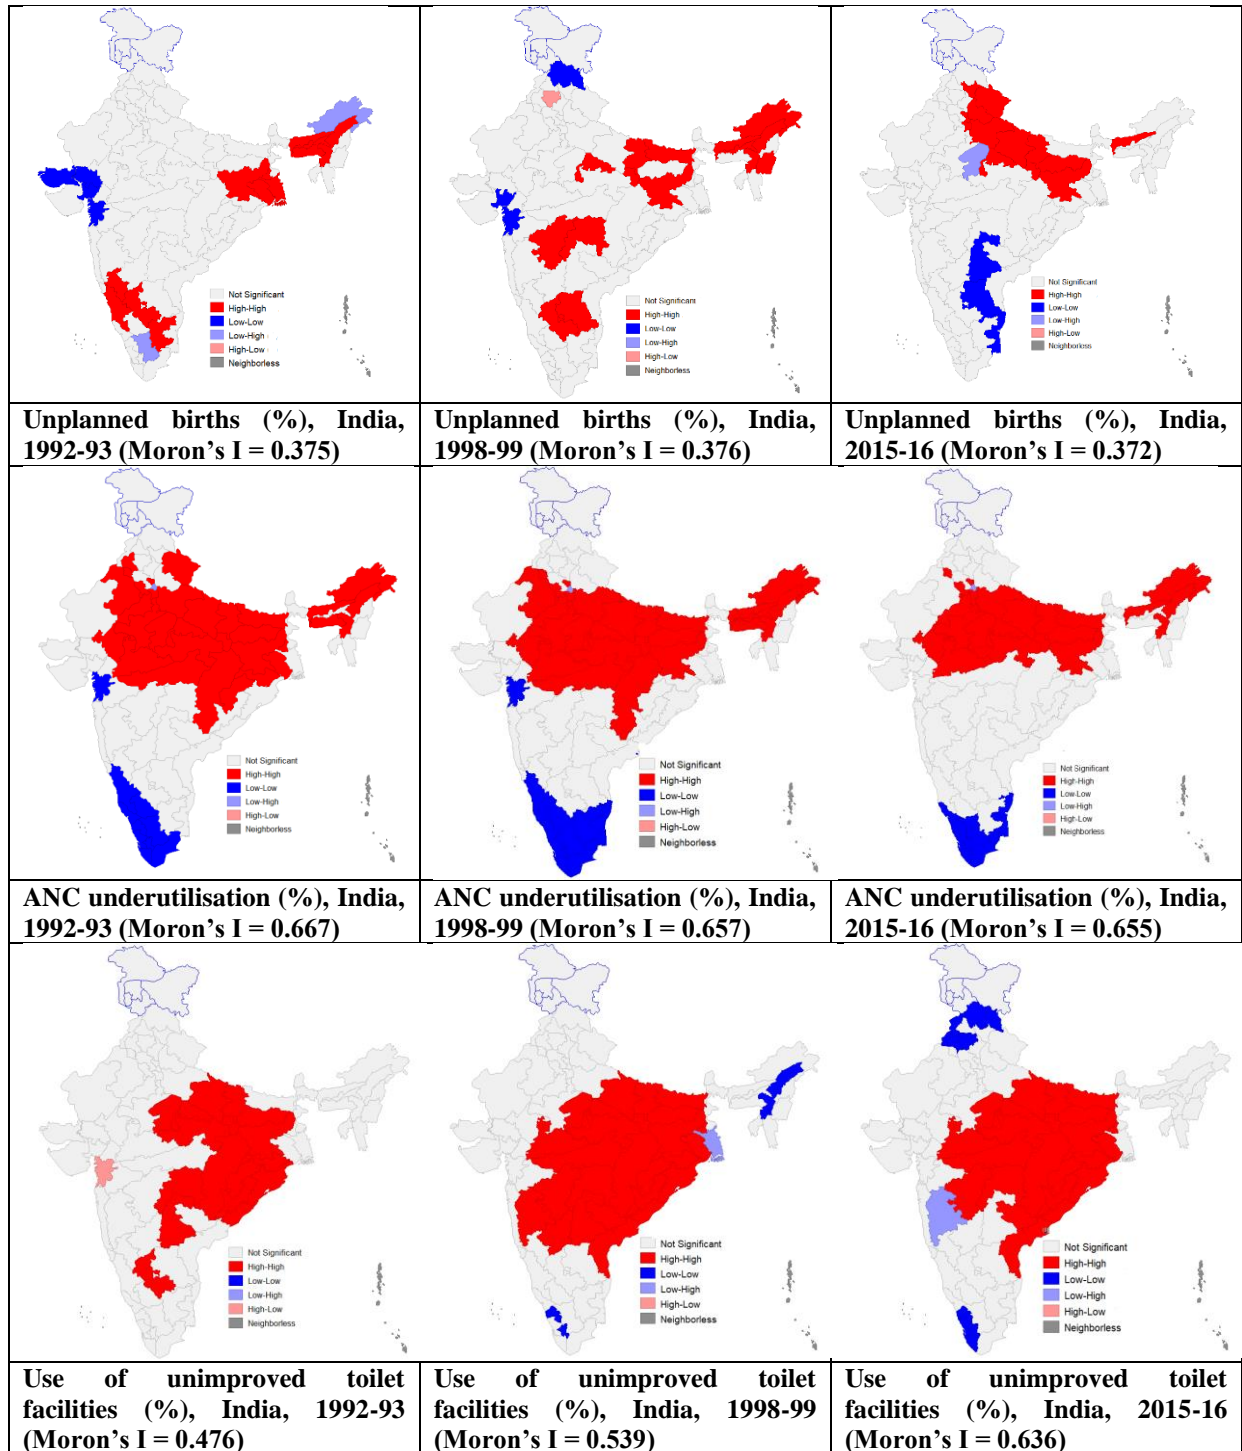 Not Significant
High-High
Low-Low
Low-High
High-Low
Neighborless
Not Significant
High-High
Low-Low
Low-High
High-Low
Neighborless
Not Significant
High-High
Low-Low
Low-High
High-Low
Neighborless
Unplanned births (%), India,
1992-93 (Moron’s I = 0.375)
Unplanned births (%), India,
1998-99 (Moron’s I = 0.376)
Unplanned births (%), India,
2015-16 (Moron’s I = 0.372)
Not Significant
High-High
Low-Low
Low-High
High-Low
Neighborless
Not Significant
High-High
Low-Low
Low-High
High-Low
Neighborless
Not Significant
High-High
Low-Low
Low-High
High-Low
Neighborless
ANC underutilisation (%), India,
1992-93 (Moron’s I = 0.667)
ANC underutilisation (%), India,
1998-99 (Moron’s I = 0.657)
ANC underutilisation (%), India,
2015-16 (Moron’s I = 0.655)
Not Significant
High-High
Low-Low
Low-High
High-Low
Neighborless
Not Significant
High-High
Low-Low
Low-High
High-Low
Neighborless
Not Significant
High-High
Low-Low
Low-High
High-Low
Neighborless
Use of unimproved toilet
facilities (%), India, 1992-93
(Moron’s I = 0.476)
Use of unimproved toilet
facilities (%), India, 1998-99
(Moron’s I = 0.539)
Use of unimproved toilet
facilities (%), India, 2015-16
(Moron’s I = 0.636)